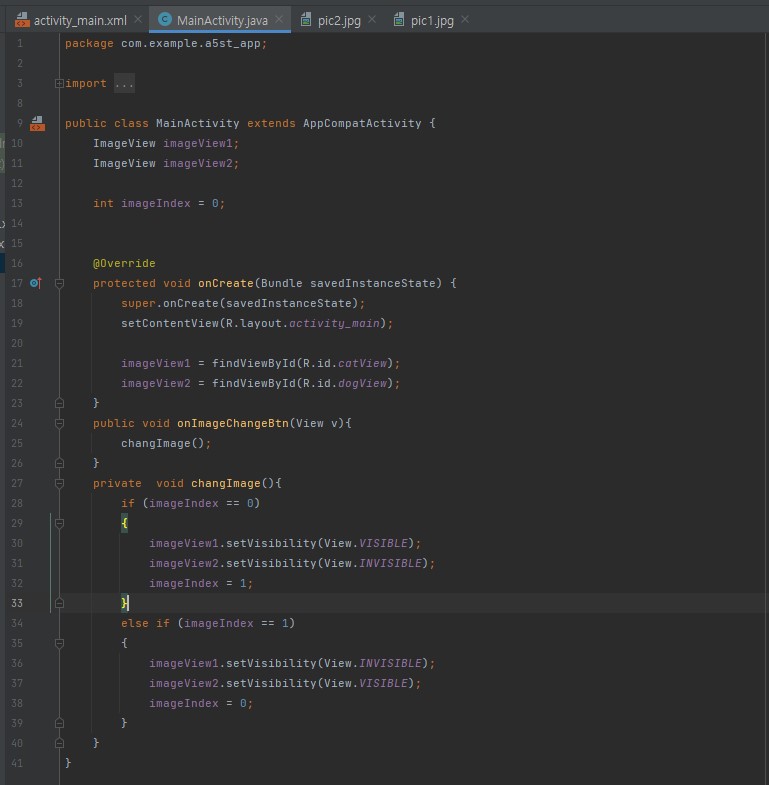 activity_main.xml MainActivity.java pic2.jpg pic1.jpg
1 package com.example.a5st_app;
2
3 import ...
8
9 public class MainActivity extends AppCompatActivity {
10 ImageView imageView1;
11 ImageView imageView2;
12
13 int imageIndex = 0;
14
15
16 @Override
17 protected void onCreate(Bundle savedInstanceState) {
18 super.onCreate(savedInstanceState);
19 setContentView(R.layout.activity_main);
20
21 imageView1 = findViewById(R.id.catView);
22 imageView2 = findViewById(R.id.dogView);
23 }
24 public void onImageChangeBtn(View v){
25 changImage();
26 }
27 private  void changImage(){
28 if (imageIndex == 0)
29 {
30 imageView1.setVisibility(View.VISIBLE);
31 imageView2.setVisibility(View.INVISIBLE);
32 imageIndex = 1;
33 }
34 else if (imageIndex == 1)
35 {
36 imageView1.setVisibility(View.INVISIBLE);
37 imageView2.setVisibility(View.VISIBLE);
38 imageIndex = 0;
39 }
40 }
41 }